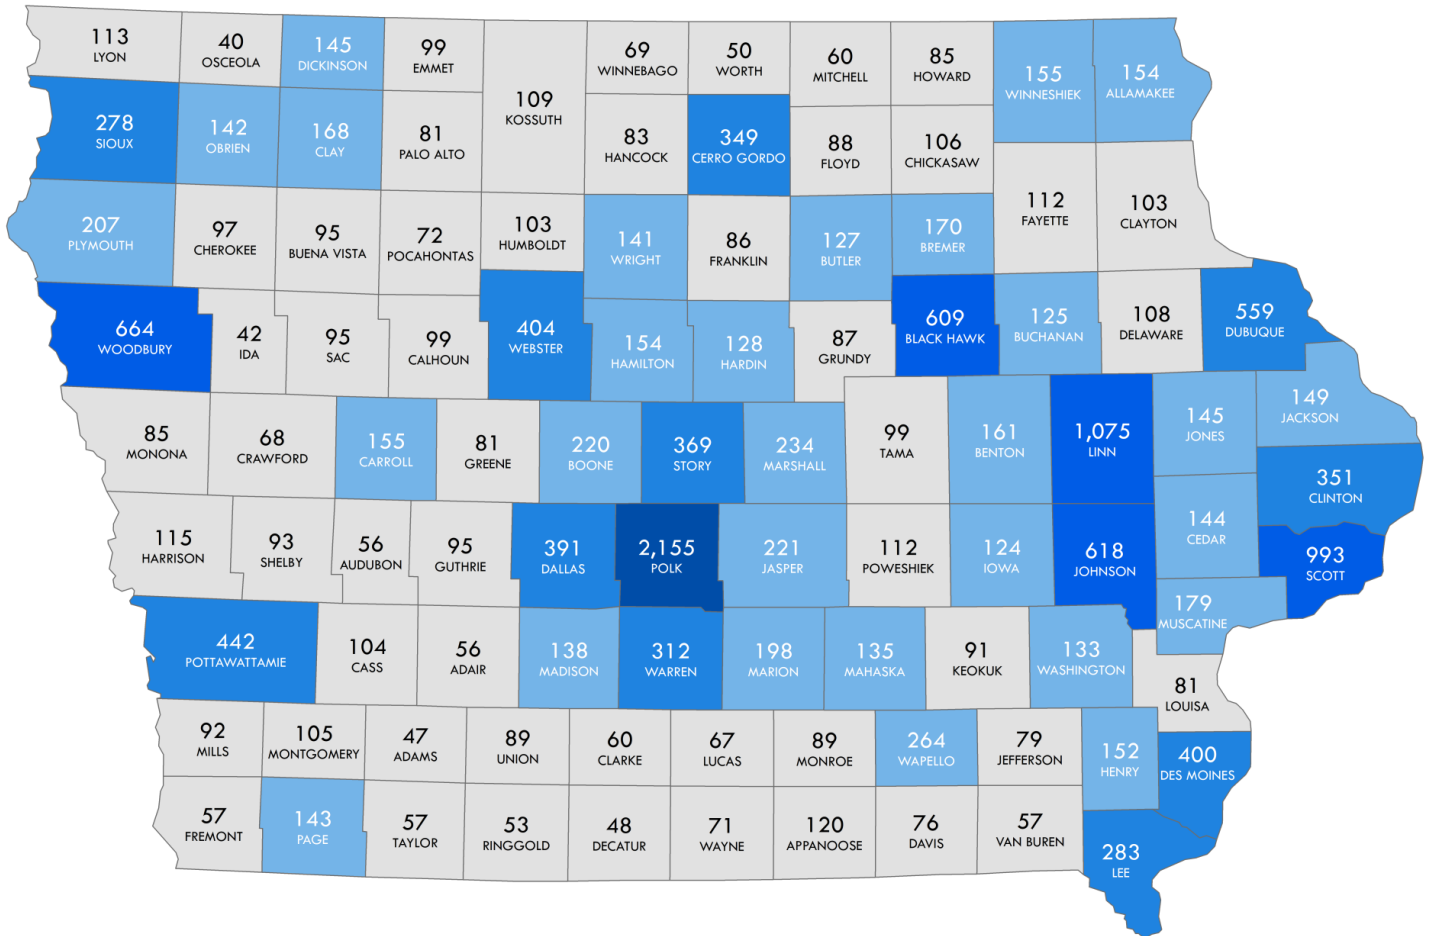 113
LYON
40
OSCEOLA
145
DICKINSON
99
EMMET
109
KOSSUTH
69
WINNEBAGO
50
WORTH
60
MITCHELL
85
HOWARD
155
WINNESHIEK
154
ALLAMAKEE
278
SIOUX
142
OBRIEN
168
CLAY
81
PALO ALTO
83
HANCOCK
349
CERRO GORDO
88
FLOYD
106
CHICKASAW
112
FAYETTE
103
CLAYTON
207
PLYMOUTH
97
CHEROKEE
95
BUENA VISTA
72
POCAHONTAS
103
HUMBOLDT
141
WRIGHT
86
FRANKLIN
127
BUTLER
170
BREMER
664
WOODBURY
42
IDA
95
SAC
99
CALHOUN
404
WEBSTER
154
HAMILTON
128
HARDIN
87
GRUNDY
609
BLACK HAWK
125
BUCHANAN
108
DELAWARE
559
DUBUQUE
85
MONONA
68
CRAWFORD
155
CARROLL
81
GREENE
220
BOONE
369
STORY
234
MARSHALL
99
TAMA
161
BENTON
1,075
LINN
145
JONES
149
JACKSON
351
CLINTON
115
HARRISON
93
SHELBY
56
AUDUBON
95
GUTHRIE
391
DALLAS
2,155
POLK
221
JASPER
112
POWESHIEK
124
IOWA
618
JOHNSON
144
CEDAR
993
SCOTT
179
MUSCATINE
442
POTTAWATTAMIE
104
CASS
56
ADAIR
138
MADISON
312
WARREN
198
MARION
135
MAHASKA
91
KEOKUK
133
WASHINGTON
81
LOUISA
92
MILLS
105
MONTGOMERY
47
ADAMS
89
UNION
60
CLARKE
67
LUCAS
89
MONROE
264
WAPELLO
79
JEFFERSON
152
HENRY
400
DES MOINES
57
FREMONT
143
PAGE
57
TAYLOR
53
RINGGOLD
48
DECATUR
71
WAYNE
120
APPANOOSE
76
DAVIS
57
VAN BUREN
283
LEE